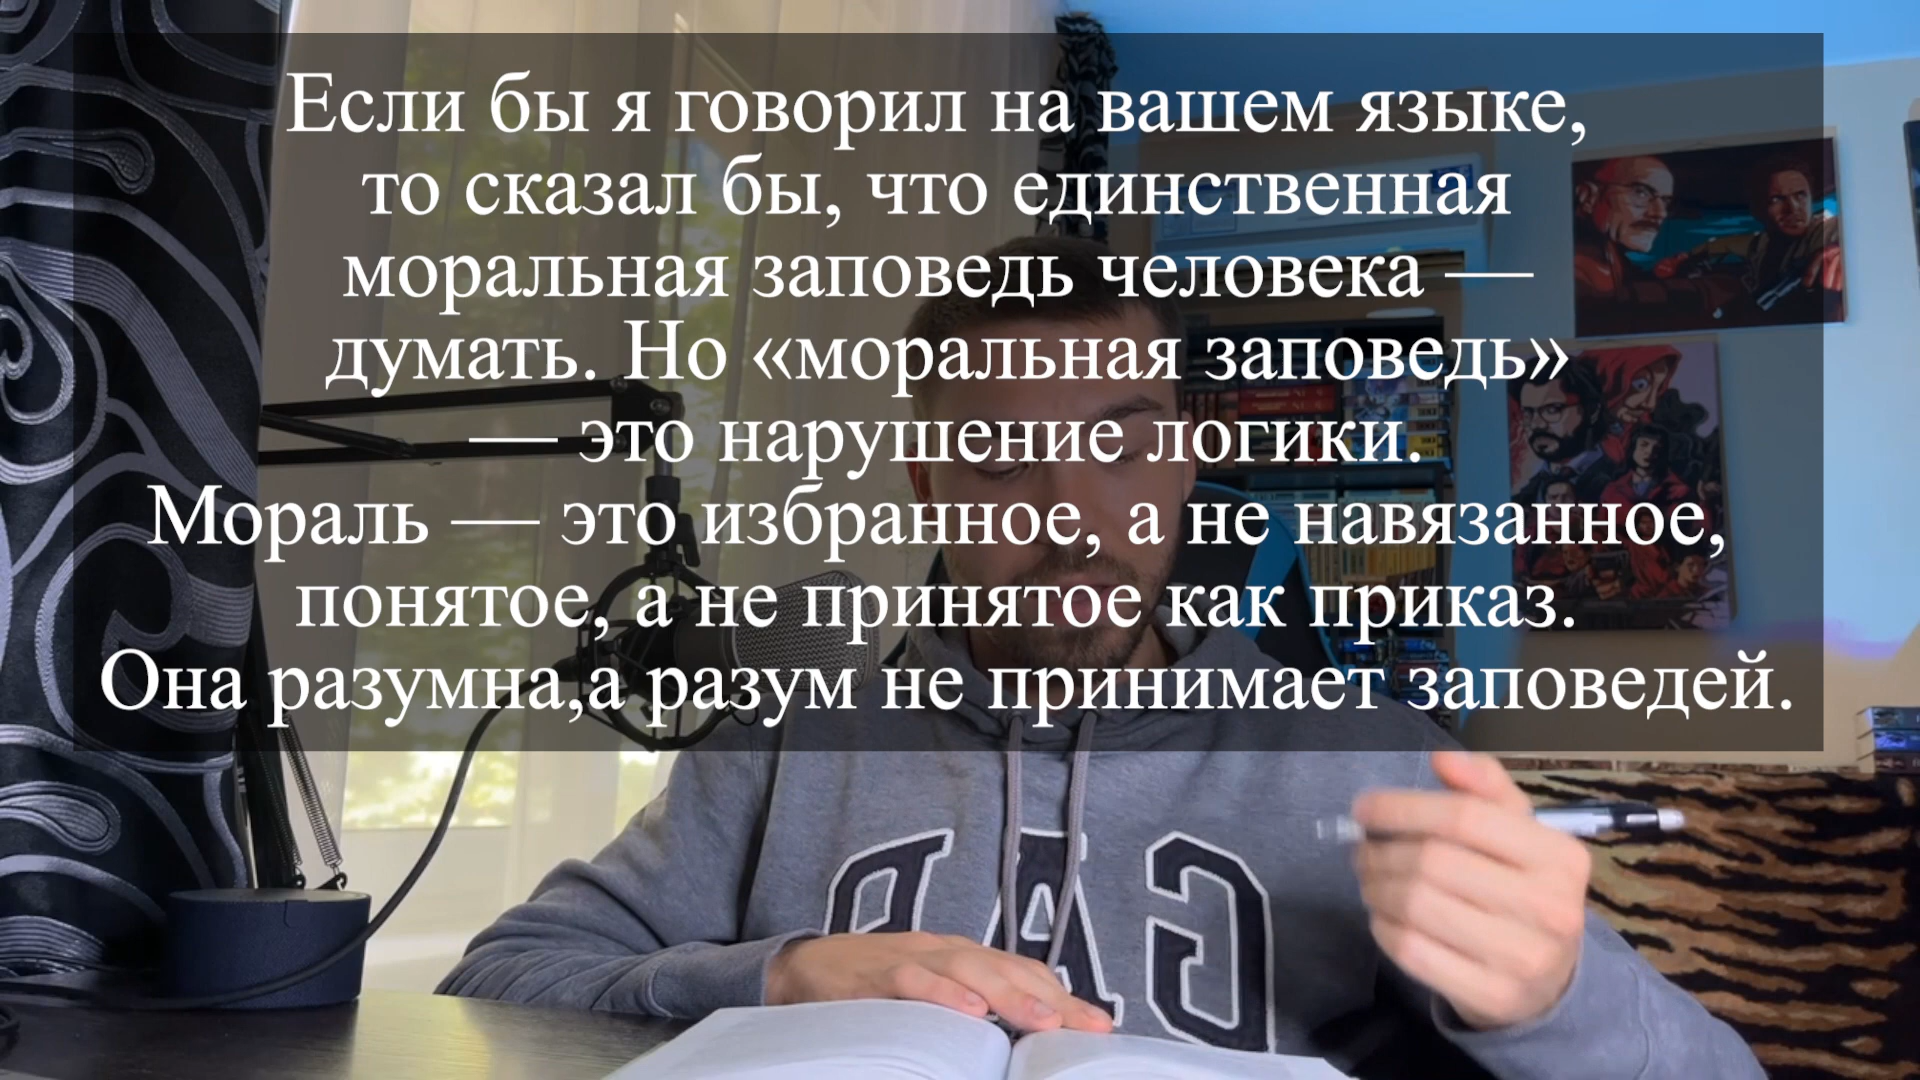 Если бы я говорил на вашем языке,
то сказал бы, что единственная
моральная заповедь человека —
думать. Но «моральная заповедь»
— это нарушение логики.
Мораль — это избранное, а не навязанное,
понятое, а не принятое как приказ.
Она разумна,а разум не принимает заповедей.
GAP